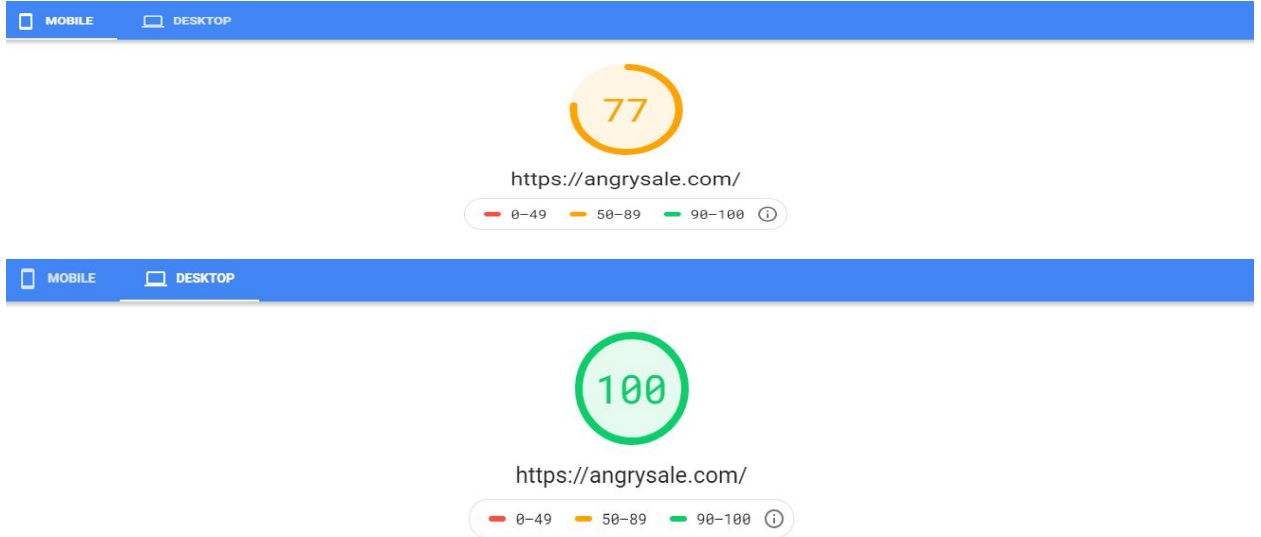 MOBILE DESKTOP
77
https://angrysale.com/
0–49 50–89 90–100
MOBILE DESKTOP
100
https://angrysale.com/
0–49 50–89 90–100